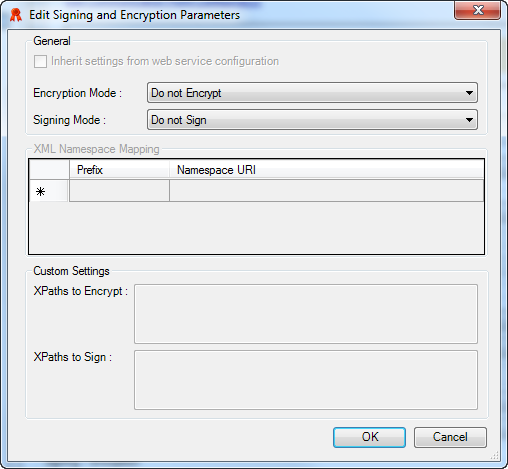 Edit Signing and Encryption Parameters
General
Inherit settings from web service configuration
Encryption Mode : Do not Encrypt
Signing Mode : Do not Sign
XML Namespace Mapping
Prefix Namespace URI
Custom Settings
XPaths to Encrypt :
XPaths to Sign :
OK Cancel